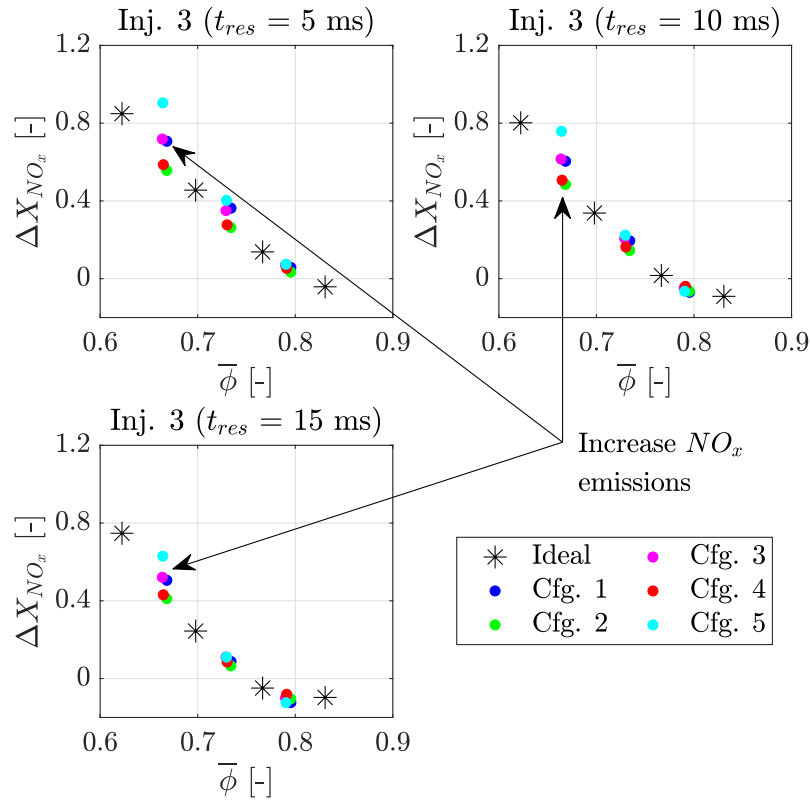 Inj. 3 (t_res = 5 ms)
1.2
0.8
0.4
0
ΔX_NOₓ [-]
0.6 0.7 0.8 0.9
ϕ̅ [-]
Inj. 3 (t_res = 10 ms)
1.2
0.8
0.4
0
ΔX_NOₓ [-]
0.6 0.7 0.8 0.9
ϕ̅ [-]
Inj. 3 (t_res = 15 ms)
1.2
0.8
0.4
0
ΔX_NOₓ [-]
0.6 0.7 0.8 0.9
ϕ̅ [-]
Increase NOₓ
emissions
Ideal
Cfg. 1
Cfg. 2
Cfg. 3
Cfg. 4
Cfg. 5